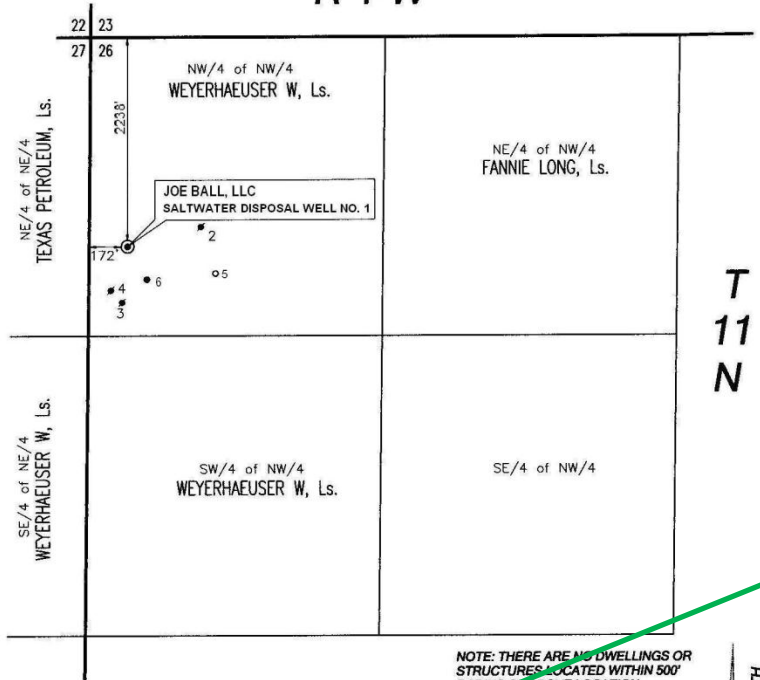 22 23
27 26
NW/4 of NW/4
WEYERHAEUSER W, Ls.
NE/4 of NW/4
FANNIE LONG, Ls.
NE/4 of NE/4
TEXAS PETROLEUM, Ls.
2238'
JOE BALL, LLC
SALTWATER DISPOSAL WELL NO. 1
172'
2
5
6
4
3
T
11
N
SE/4 of NE/4
WEYERHAEUSER W, Ls.
SW/4 of NW/4
WEYERHAEUSER W, Ls.
SE/4 of NW/4
NOTE: THERE ARE NO DWELLINGS OR
STRUCTURES LOCATED WITHIN 500'